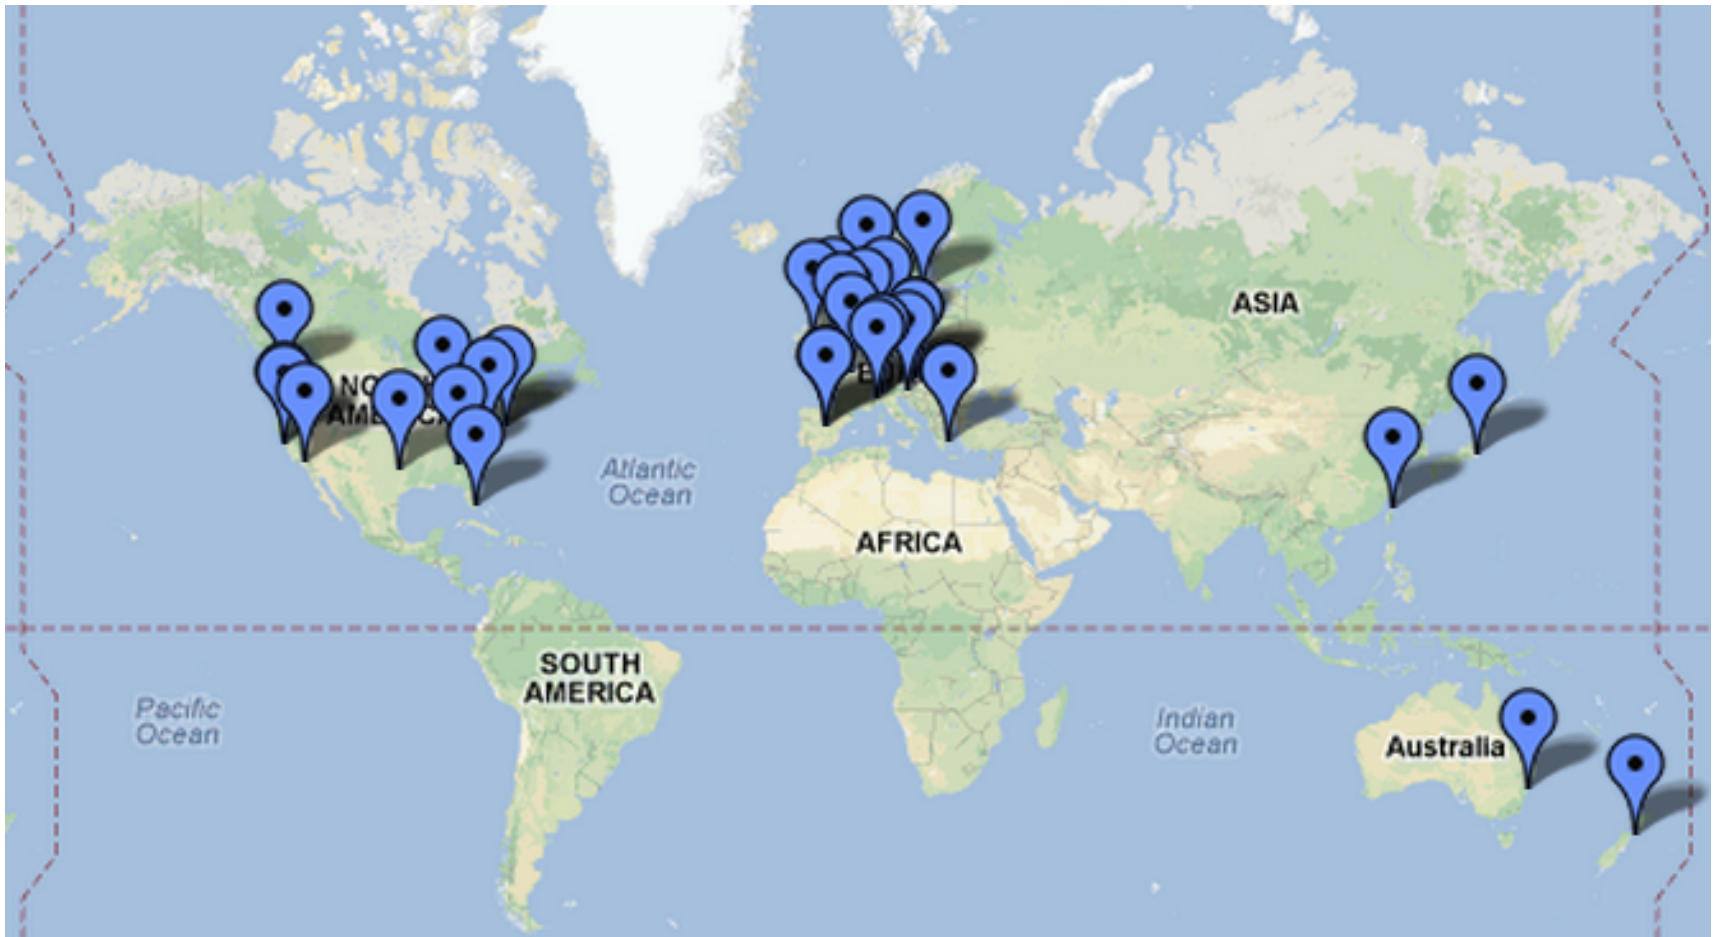 ASIA
Atlantic
Ocean
AFRICA
SOUTH
AMERICA
Pacific
Ocean
Indian
Ocean
Australia